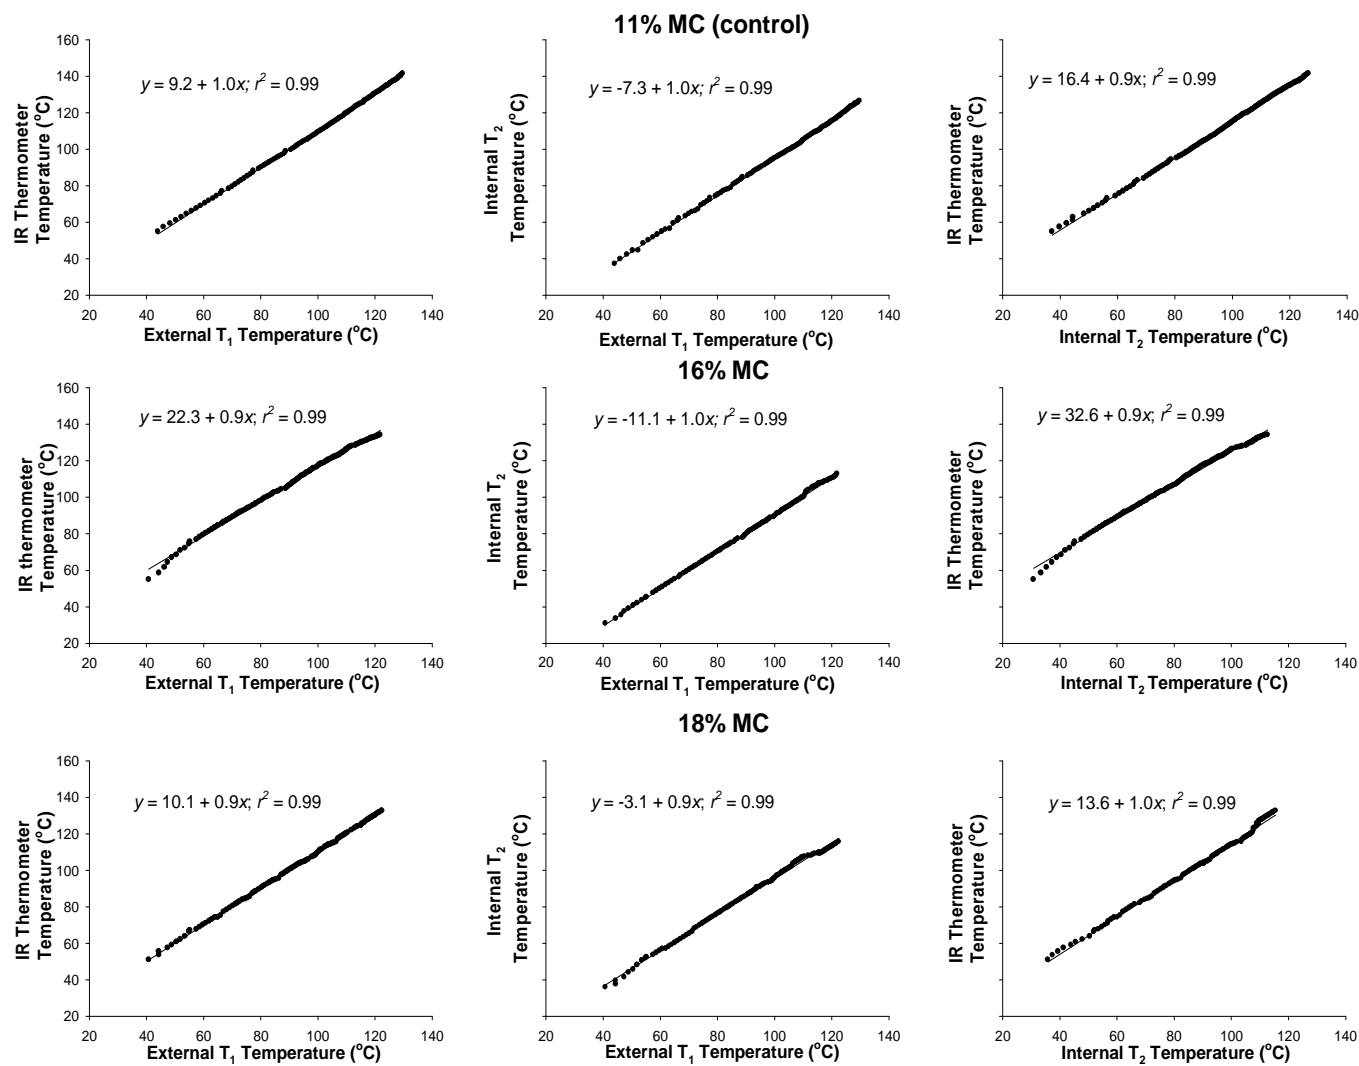 11% MC (control)
IR Thermometer
Temperature (°C)
160
140
120
100
80
60
40
20
y = 9.2 + 1.0x; r² = 0.99
20 40 60 80 100 120 140
External T₁ Temperature (°C)
Internal T₂
Temperature (°C)
y = -7.3 + 1.0x; r² = 0.99
20 40 60 80 100 120 140
External T₁ Temperature (°C)
IR Thermometer
Temperature (°C)
y = 16.4 + 0.9x; r² = 0.99
20 40 60 80 100 120 140
Internal T₂ Temperature (°C)
16% MC
IR thermometer
Temperature (°C)
160
140
120
100
80
60
40
20
y = 22.3 + 0.9x; r² = 0.99
20 40 60 80 100 120 140
External T₁ Temperature (°C)
Internal T₂
Temperature (°C)
y = -11.1 + 1.0x; r² = 0.99
20 40 60 80 100 120 140
External T₁ Temperature (°C)
IR Thermometer
Temperature (°C)
y = 32.6 + 0.9x; r² = 0.99
20 40 60 80 100 120 140
Internal T₂ Temperature (°C)
18% MC
IR Thermometer
Temperature (°C)
160
140
120
100
80
60
40
20
y = 10.1 + 0.9x; r² = 0.99
20 40 60 80 100 120 140
External T₁ Temperature (°C)
Internal T₂
Temperature (°C)
y = -3.1 + 0.9x; r² = 0.99
20 40 60 80 100 120 140
External T₁ Temperature (°C)
IR Thermometer
Temperature (°C)
y = 13.6 + 1.0x; r² = 0.99
20 40 60 80 100 120 140
Internal T₂ Temperature (°C)